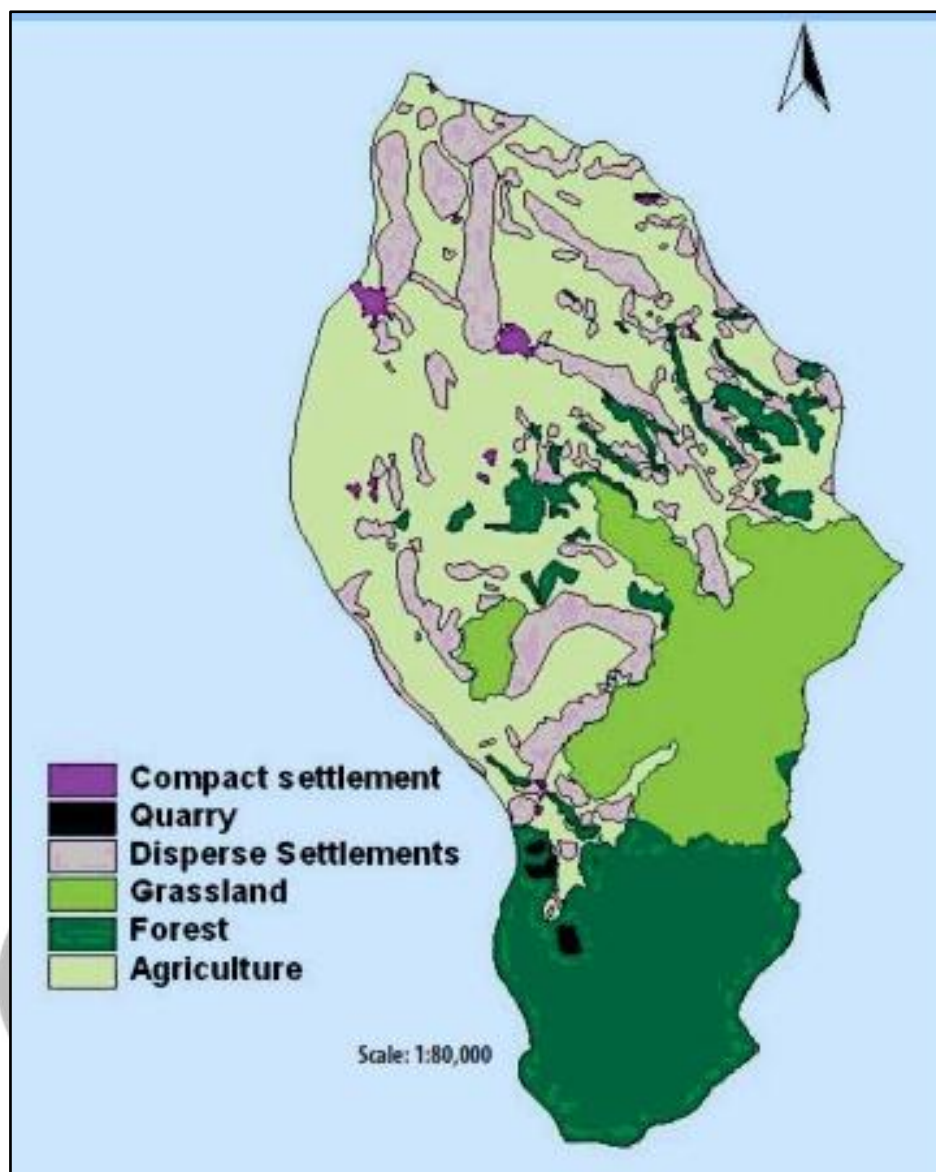 Compact settlement
Quarry
Disperse Settlements
Grassland
Forest
Agriculture
Scale: 1:80,000